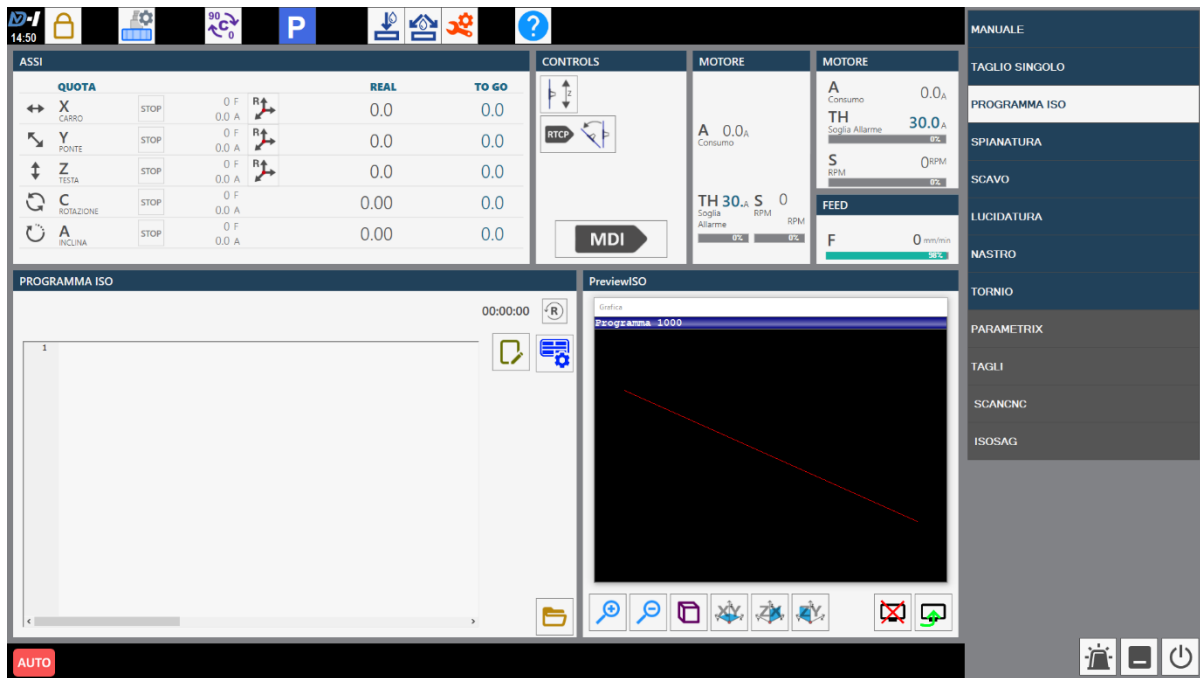 14:50
90
C
0
P
?
ASSI
QUOTA REAL TO GO
X CARRO STOP 0 F 0.0 A R 0.0 0.0
Y PONTE STOP 0 F 0.0 A R 0.0 0.0
Z TESTA STOP 0 F 0.0 A R 0.0 0.0
C ROTAZIONE STOP 0 F 0.0 A 0.00 0.0
A INCLINA STOP 0 F 0.0 A 0.00 0.0
CONTROLS
Z
RTCP
MDI
MOTORE
A 0.0A
Consumo
TH 30.A S 0
Soglia Allarme RPM RPM
0% 0%
MOTORE
A Consumo 0.0A
TH Soglia Allarme 30.0A
0%
S RPM 0RPM
0%
FEED
F 0 mm/min
98%
PROGRAMMA ISO
00:00:00 R
1
PreviewISO
Grafica
Programma 1000
XY ZX ZY
AUTO
MANUALE
TAGLIO SINGOLO
PROGRAMMA ISO
SPIANATURA
SCAVO
LUCIDATURA
NASTRO
TORNIO
PARAMETRIX
TAGLI
SCANCNC
ISOSAG